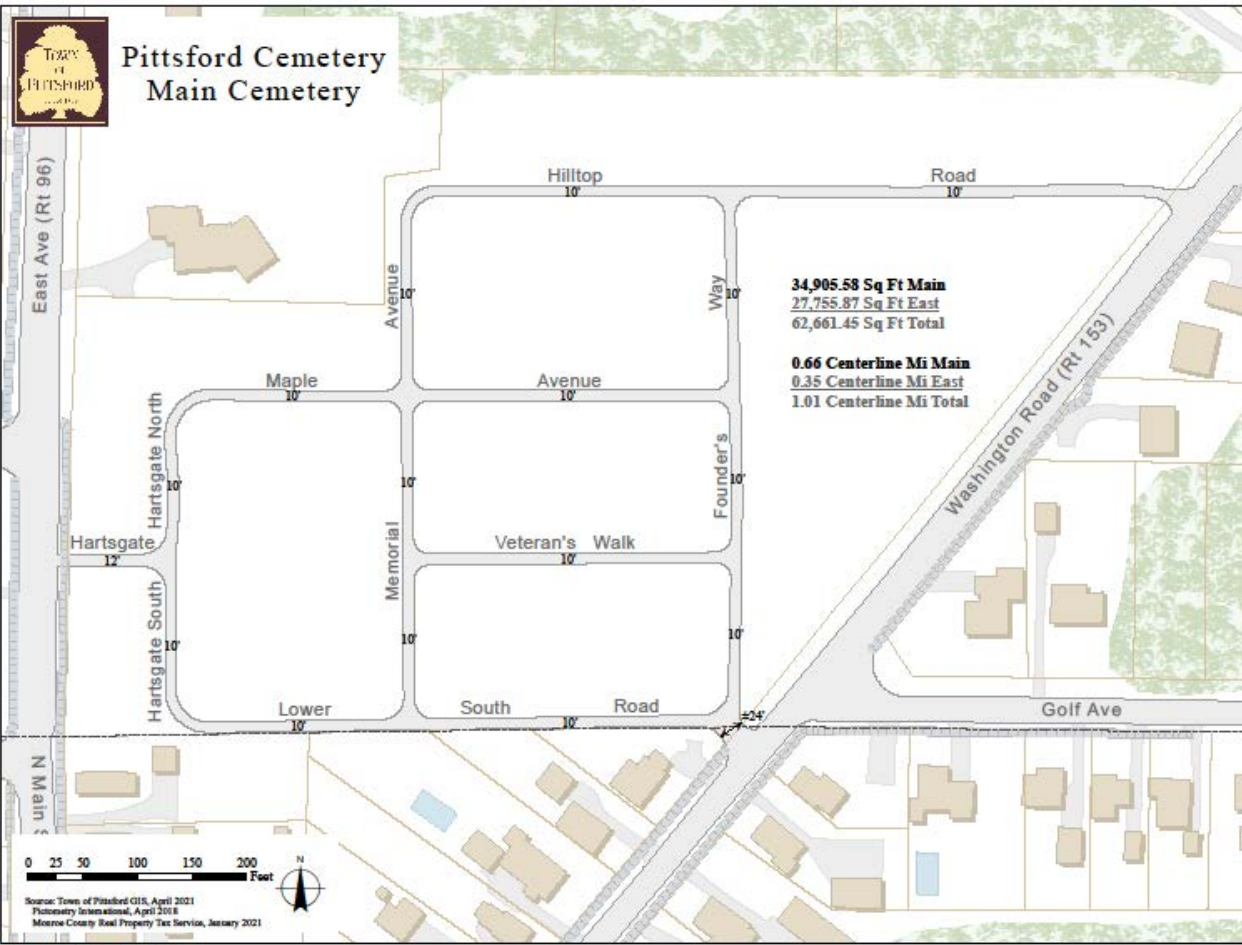 TOWN
OF
PITTSFORD
Pittsford Cemetery
Main Cemetery
East Ave (Rt 96)
Hilltop
Road
10'
10'
Avenue
10'
Way
10'
34,905.58 Sq Ft Main
27,755.87 Sq Ft East
62,661.45 Sq Ft Total
0.66 Centerline Mi Main
0.35 Centerline Mi East
1.01 Centerline Mi Total
Washington Road (Rt 153)
Maple
10'
Avenue
10'
Hartsgate North
10'
10'
Founder's
10'
Hartsgate
12'
Memorial
Veteran's Walk
10'
Hartsgate South
10'
10'
10'
Lower
10'
South
Road
10'
±24'
Golf Ave
N Main S
0 25 50 100 150 200
Feet
N
Source: Town of Pittsford GIS, April 2021
Pictometry International, April 2018
Monroe County Real Property Tax Service, January 2021